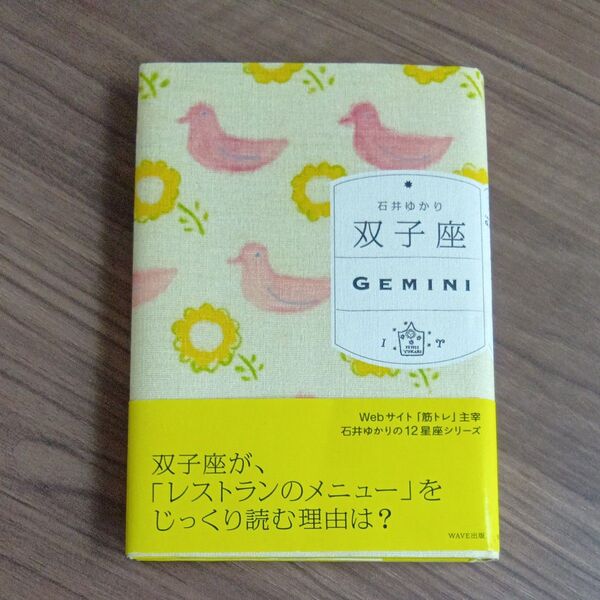 石井ゆかり
双子座
GEMINI
Webサイト「筋トレ」主宰
石井ゆかりの12星座シリーズ
双子座が、
「レストランのメニュー」を
じっくり読む理由は?
WAVE出版